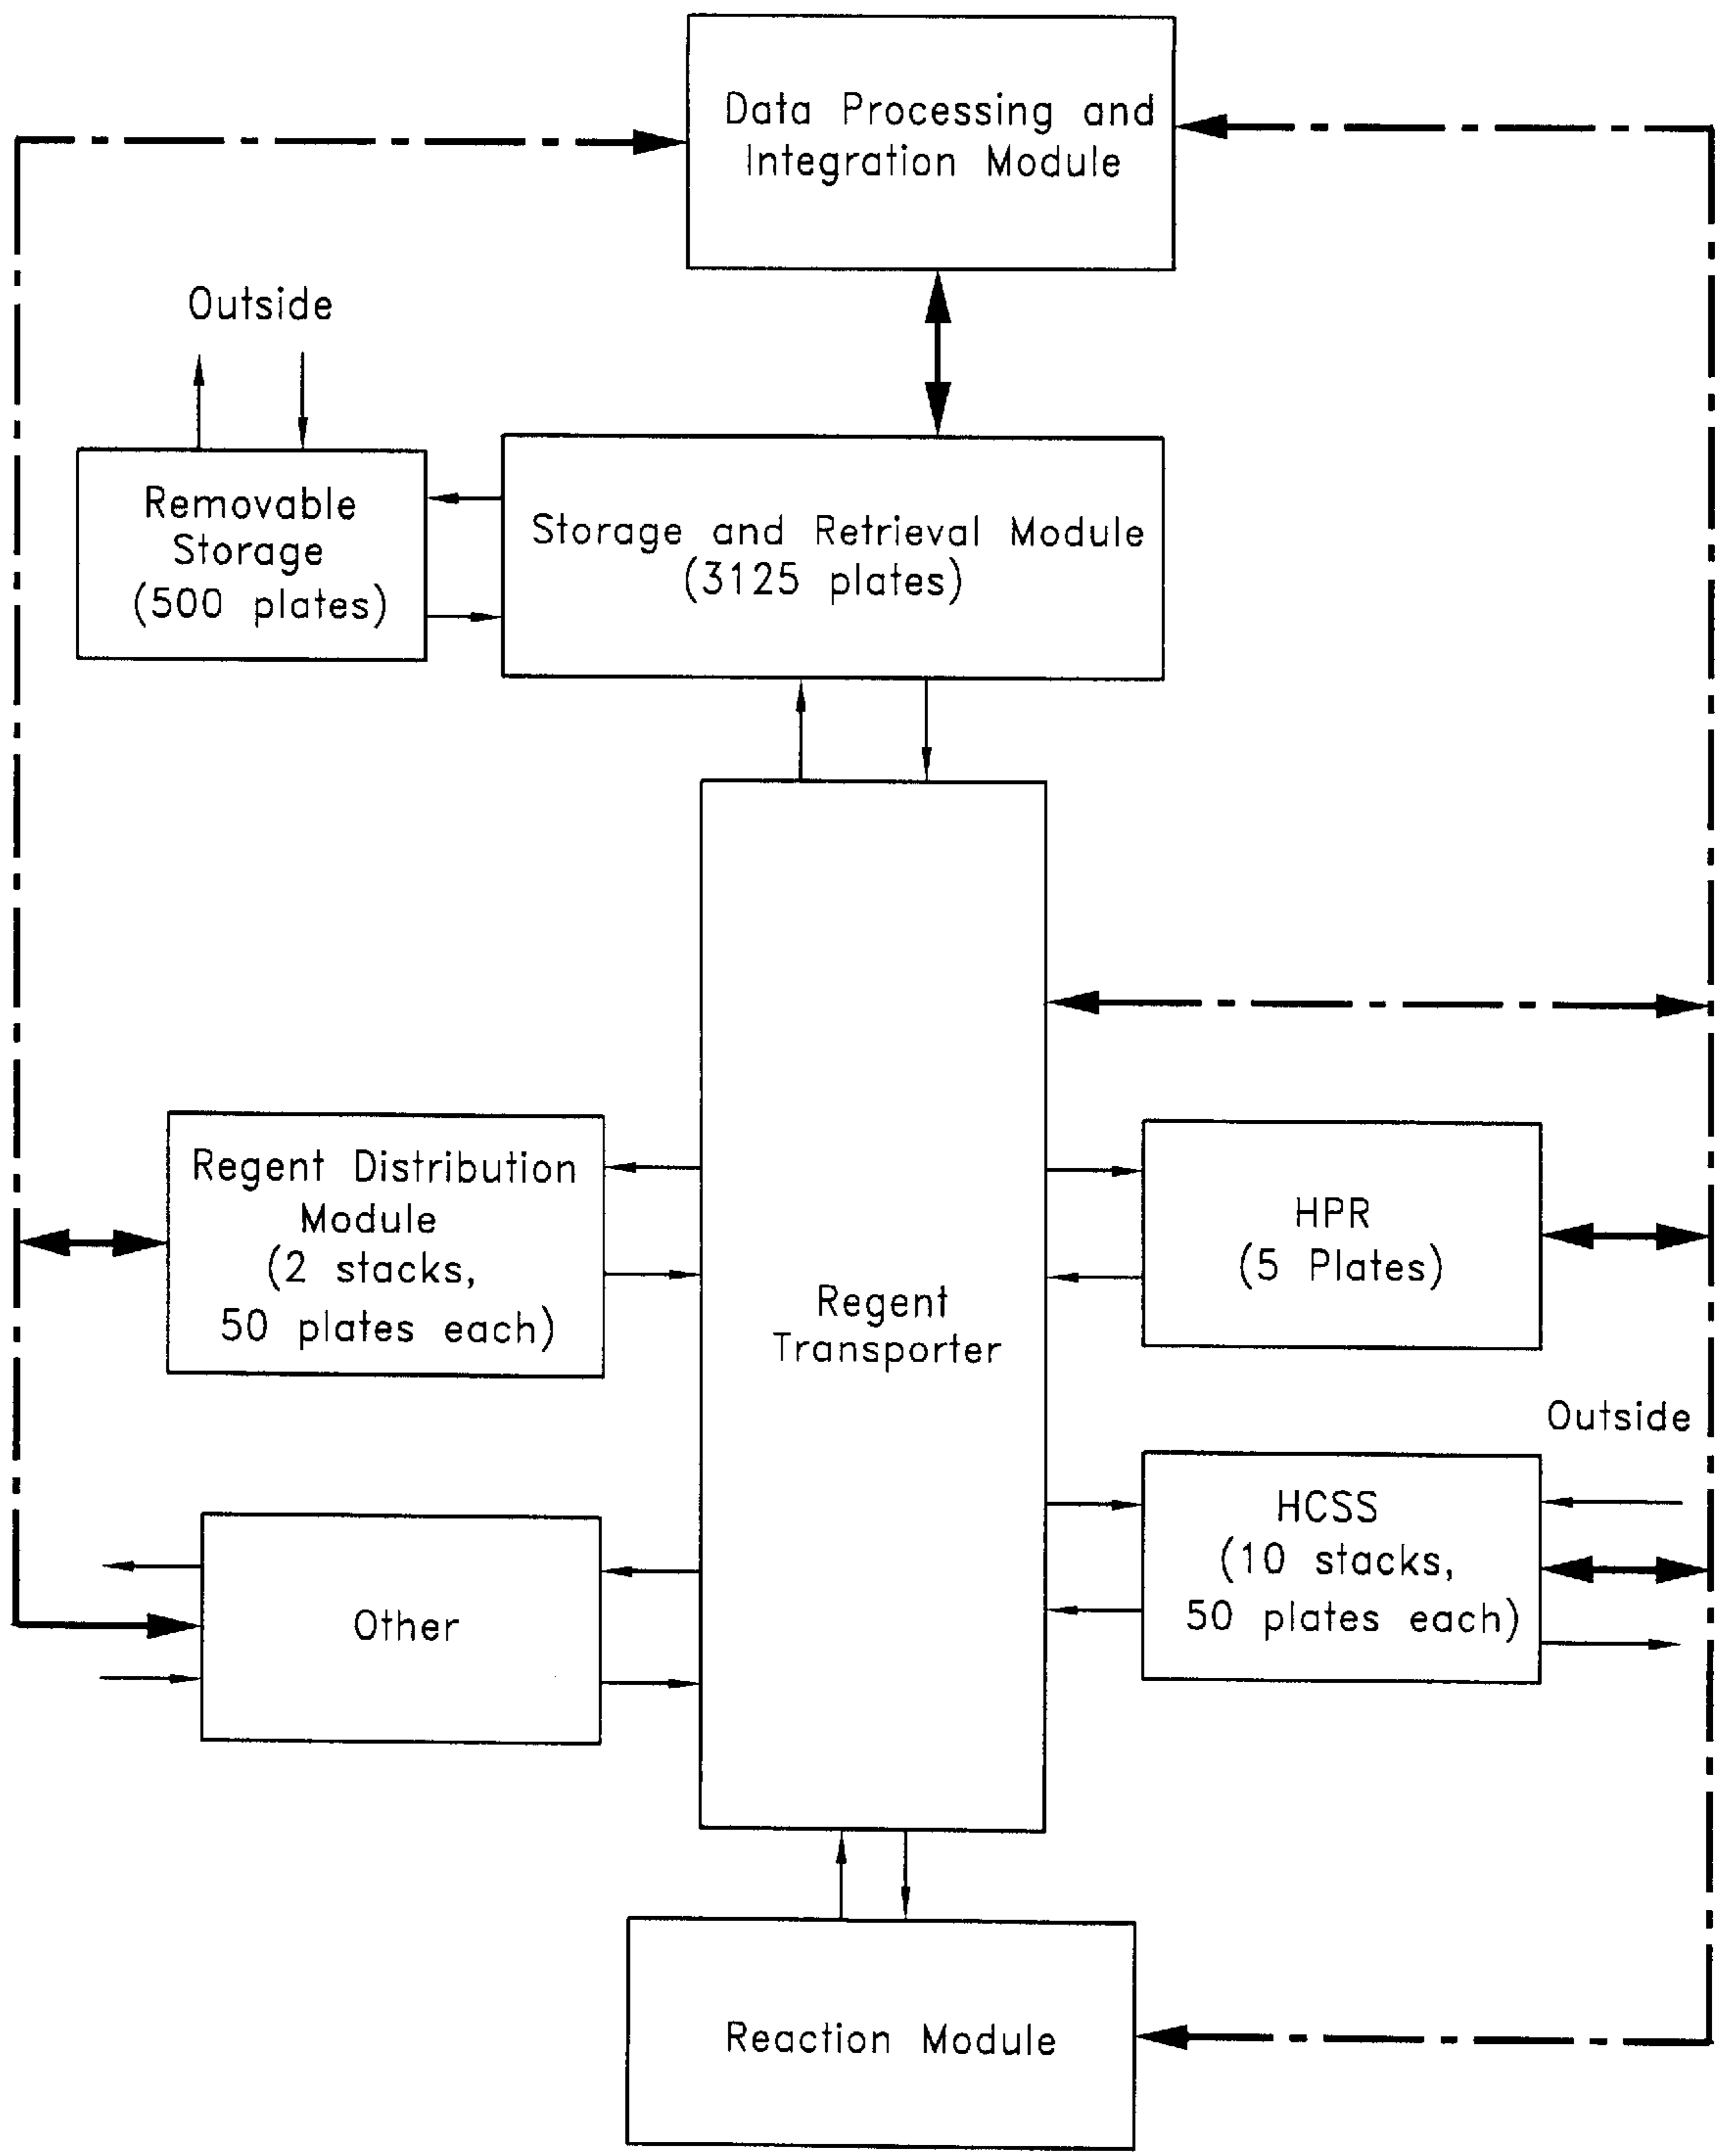 Data Processing and
Integration Module
Outside
Removable
Storage
(500 plates)
Storage and Retrieval Module
(3125 plates)
Regent Distribution
Module
(2 stacks,
50 plates each)
HPR
(5 Plates)
Regent
Transporter
Outside
HCSS
(10 stacks,
50 plates each)
Other
Reaction Module